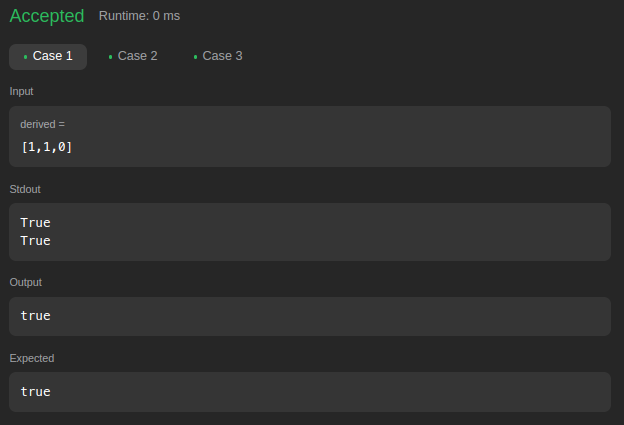 Accepted Runtime: 0 ms
Case 1 Case 2 Case 3
Input
derived =
[1,1,0]
Stdout
True
True
Output
true
Expected
true